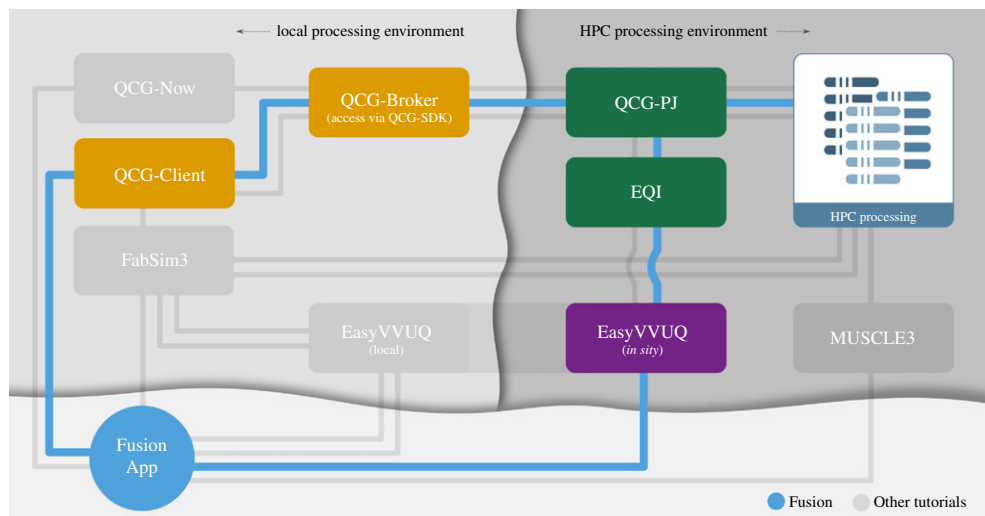 local processing environment
HPC processing environment
QCG-Now
QCG-Broker
(access via QCG-SDK)
QCG-PJ
QCG-Client
EQI
HPC processing
FabSim3
EasyVVUQ
(local)
EasyVVUQ
(in sity)
MUSCLE3
Fusion
App
Fusion
Other tutorials